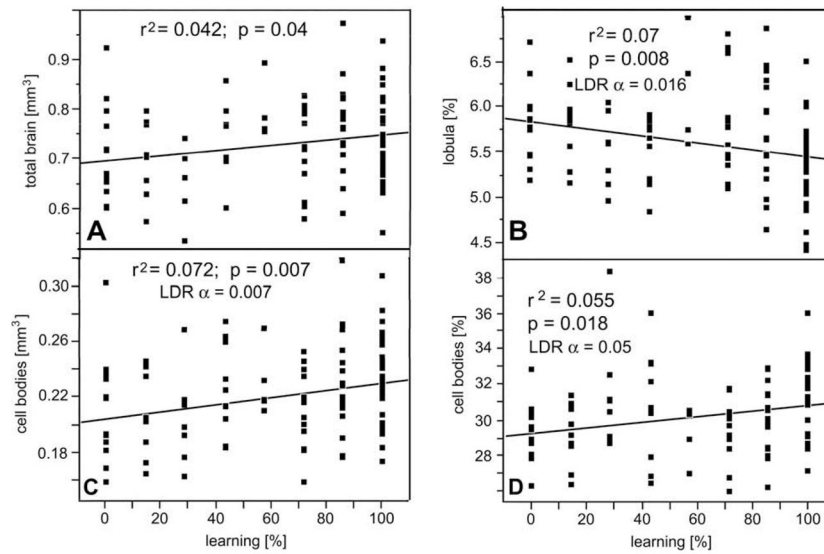 r² = 0.042; p = 0.04
total brain [mm³]
0.9
0.8
0.7
0.6
A
r² = 0.07
p = 0.008
LDR α = 0.016
lobula [%]
6.5
6.0
5.5
5.0
4.5
B
r² = 0.072; p = 0.007
LDR α = 0.007
cell bodies [mm³]
0.30
0.26
0.22
0.18
C
0 20 40 60 80 100
learning [%]
r² = 0.055
p = 0.018
LDR α = 0.05
cell bodies [%]
38
36
34
32
30
28
D
0 20 40 60 80 100
learning [%]